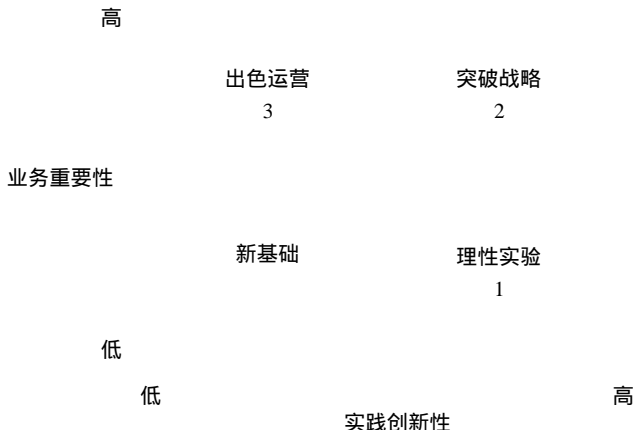 高
出色运营 突破战略
3 2
业务重要性
新基础 理性实验
1
低
低 高
实践创新性